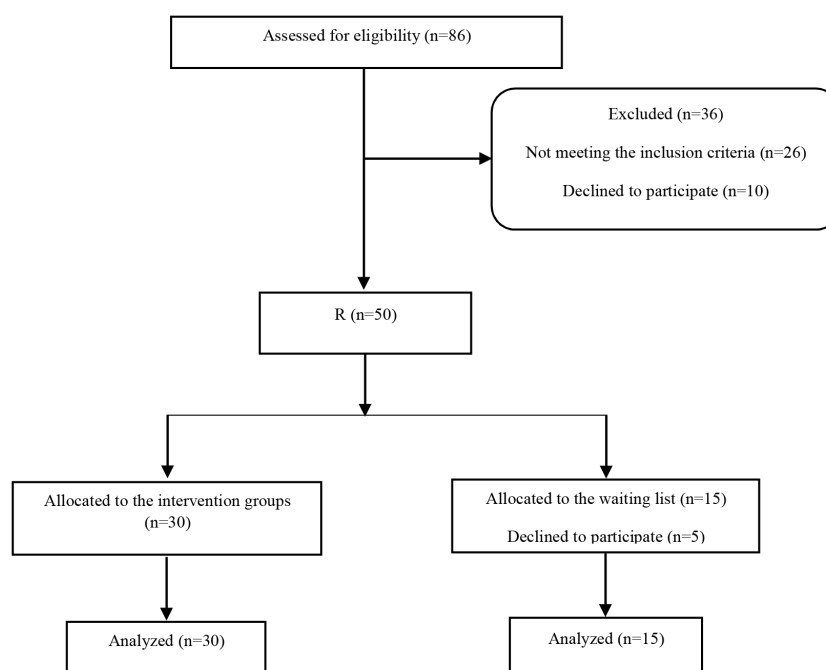 Assessed for eligibility (n=86)
Excluded (n=36)
Not meeting the inclusion criteria (n=26)
Declined to participate (n=10)
R (n=50)
Allocated to the intervention groups
(n=30)
Allocated to the waiting list (n=15)
Declined to participate (n=5)
Analyzed (n=30)
Analyzed (n=15)